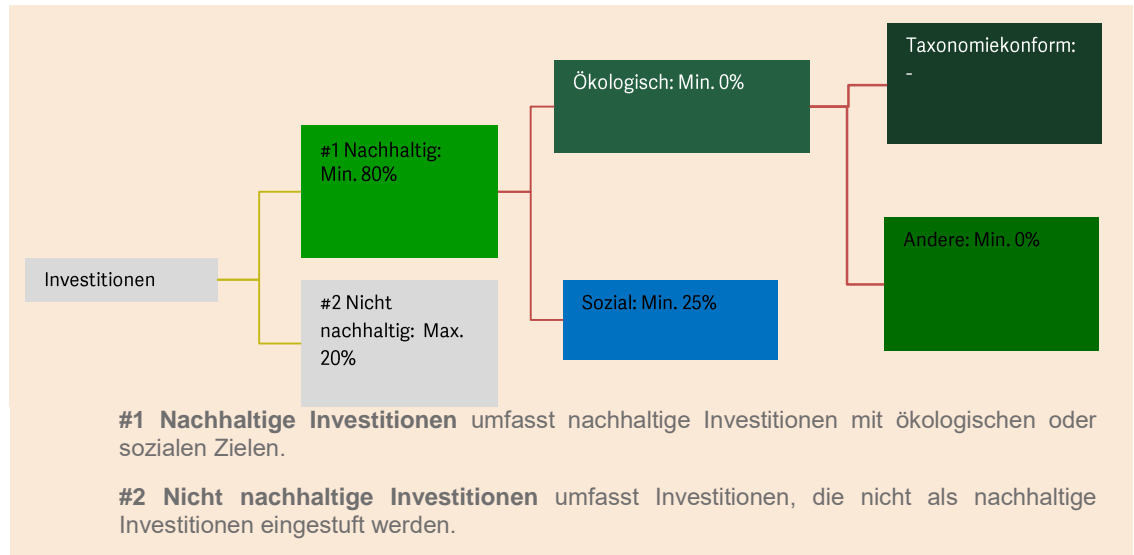 Taxonomiekonform:
-
Ökologisch: Min. 0%
#1 Nachhaltig:
Min. 80%
Andere: Min. 0%
Investitionen
#2 Nicht
nachhaltig: Max.
20%
Sozial: Min. 25%
#1 Nachhaltige Investitionen umfasst nachhaltige Investitionen mit ökologischen oder
sozialen Zielen.
#2 Nicht nachhaltige Investitionen umfasst Investitionen, die nicht als nachhaltige
Investitionen eingestuft werden.